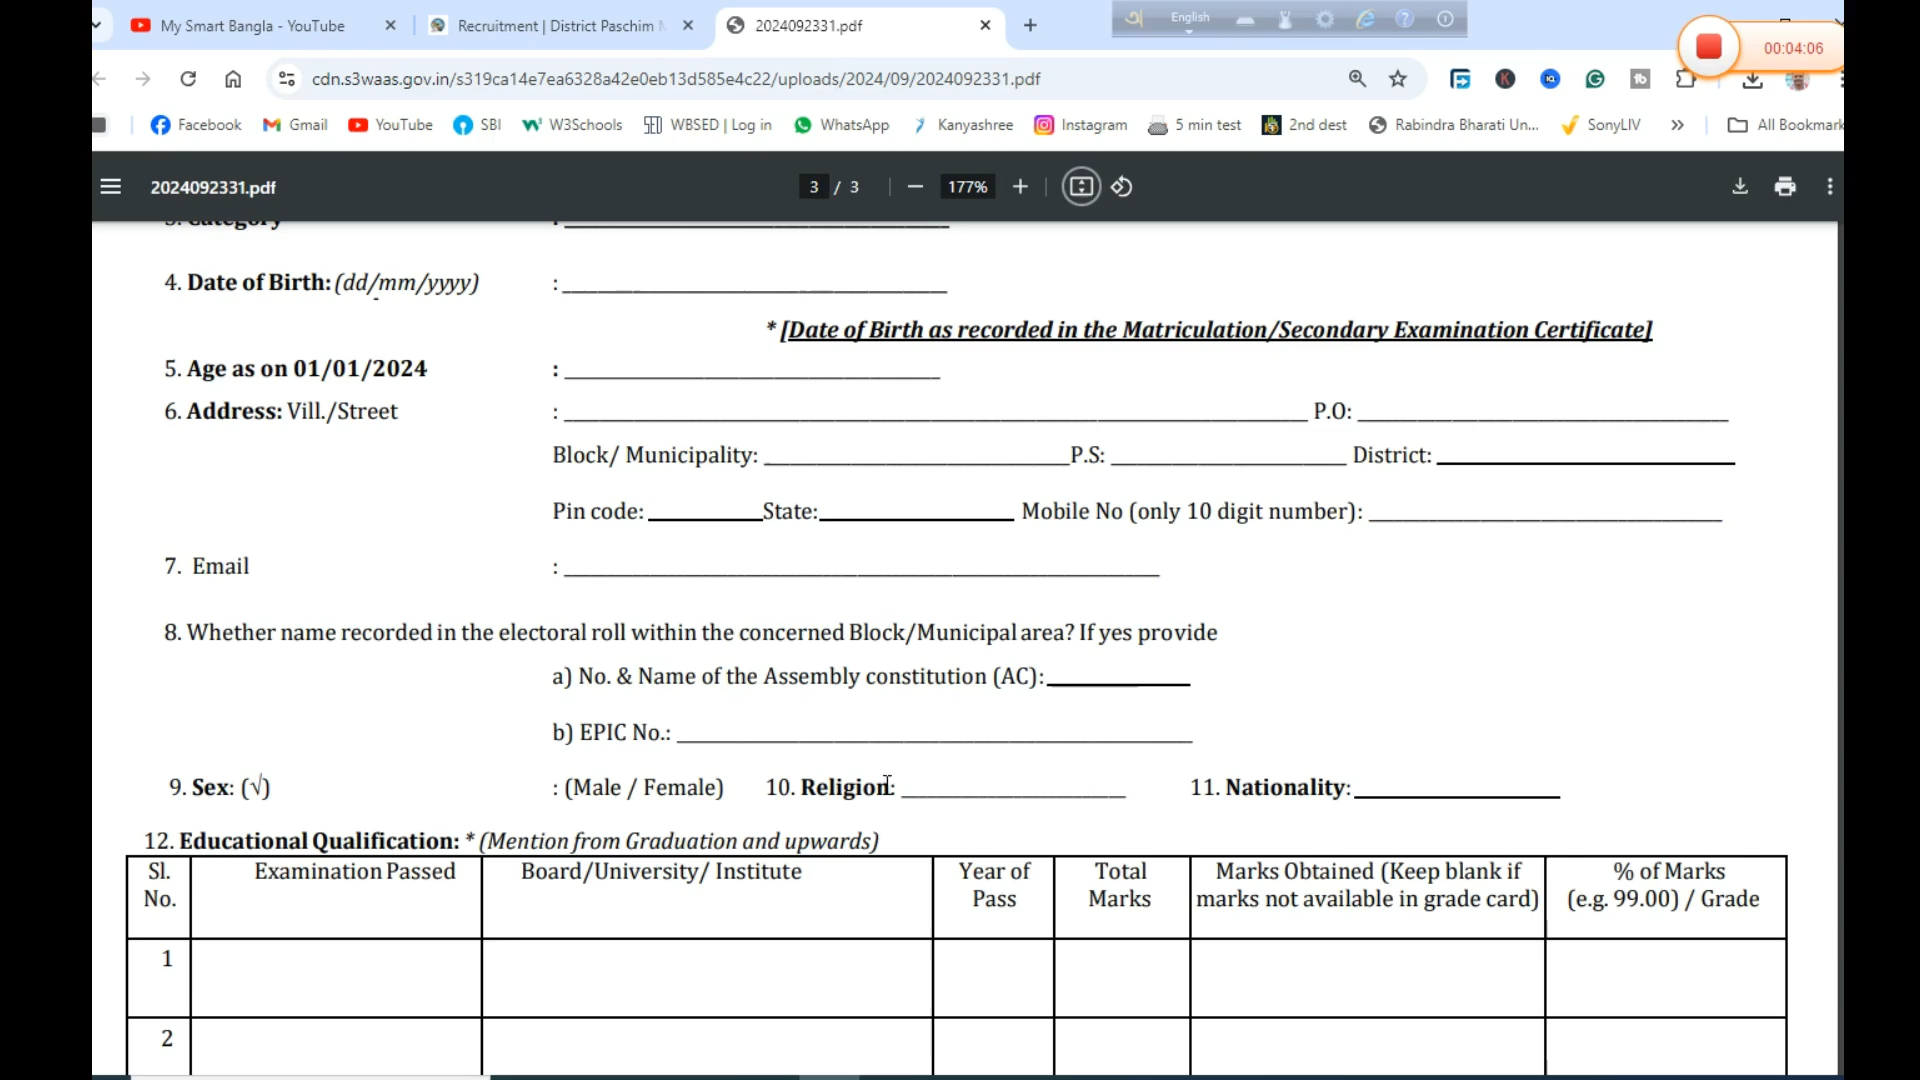 My Smart Bangla - YouTube
Recruitment | District Paschim
2024092331.pdf
English
00:04:06
cdn.s3waas.gov.in/s319ca14e7ea6328a42e0eb13d585e4c22/uploads/2024/09/2024092331.pdf
Facebook Gmail YouTube SBI W3Schools WBSED | Log in WhatsApp Kanyashree Instagram 5 min test 2nd dest Rabindra Bharati Un... SonyLIV » All Bookmark
2024092331.pdf 3 / 3 177%
3. Category :
4. Date of Birth: (dd/mm/yyyy) :
* [Date of Birth as recorded in the Matriculation/Secondary Examination Certificate]
5. Age as on 01/01/2024 :
6. Address: Vill./Street : P.O:
Block/ Municipality: P.S: District:
Pin code: State: Mobile No (only 10 digit number):
7. Email :
8. Whether name recorded in the electoral roll within the concerned Block/Municipal area? If yes provide
a) No. & Name of the Assembly constitution (AC):
b) EPIC No.:
9. Sex: (√) : (Male / Female) 10. Religion: 11. Nationality:
12. Educational Qualification: * (Mention from Graduation and upwards)
Sl. No. Examination Passed Board/University/ Institute Year of Pass Total Marks Marks Obtained (Keep blank if marks not available in grade card) % of Marks (e.g. 99.00) / Grade
1
2